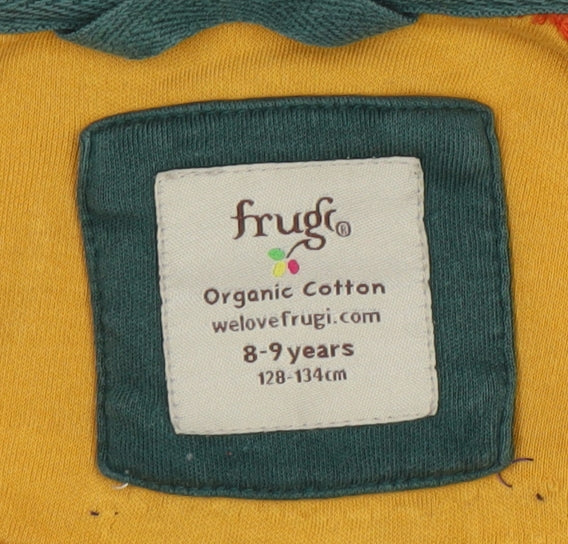 frugi®
Organic Cotton
welovefrugi.com
8-9 years
128-134cm